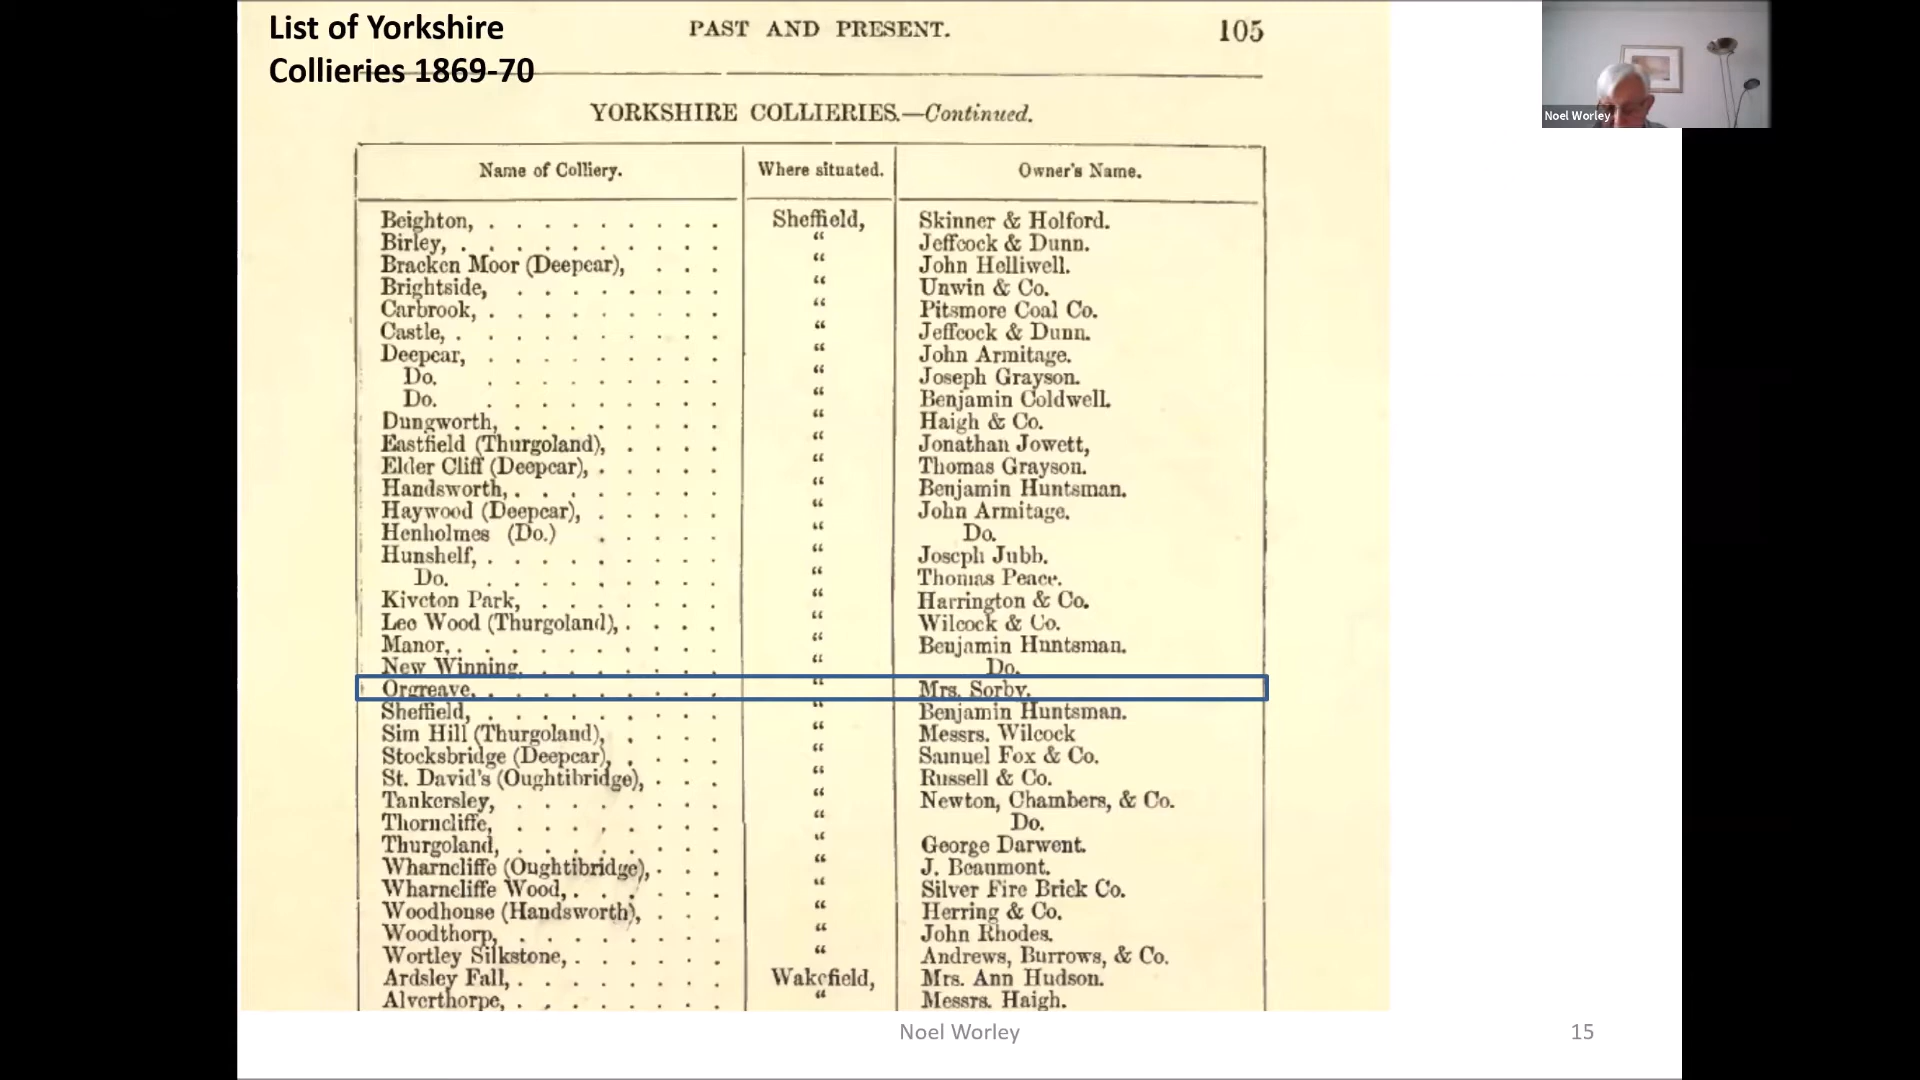 List of Yorkshire
Collieries 1869-70
PAST AND PRESENT.
105
YORKSHIRE COLLIERIES.—Continued.
Name of Colliery. Where situated. Owner's Name.
Beighton, . . . . . . . . . Sheffield, Skinner & Holford.
Birley, . . . . . . . . . . “ Jeffcock & Dunn.
Bracken Moor (Deepcar), . . . “ John Helliwell.
Brightside, . . . . . . . . “ Unwin & Co.
Carbrook, . . . . . . . . . “ Pitsmore Coal Co.
Castle, . . . . . . . . . . “ Jeffcock & Dunn.
Deepcar, . . . . . . . . . “ John Armitage.
Do. . . . . . . . . . “ Joseph Grayson.
Do. . . . . . . . . . “ Benjamin Coldwell.
Dungworth, . . . . . . . . “ Haigh & Co.
Eastfield (Thurgoland), . . . . “ Jonathan Jowett,
Elder Cliff (Deepcar), . . . . . “ Thomas Grayson.
Handsworth, . . . . . . . . “ Benjamin Huntsman.
Haywood (Deepcar), . . . . . “ John Armitage.
Henholmes (Do.) . . . . . “ Do.
Hunshelf, . . . . . . . . . “ Joseph Jubb.
Do. . . . . . . . . . “ Thomas Peace.
Kiveton Park, . . . . . . . “ Harrington & Co.
Lee Wood (Thurgoland), . . . . “ Wilcock & Co.
Manor, . . . . . . . . . . “ Benjamin Huntsman.
New Winning, . . . . . . . “ Do.
Orgreave, . . . . . . . . . “ Mrs. Sorby.
Sheffield, . . . . . . . . . “ Benjamin Huntsman.
Sim Hill (Thurgoland), . . . . “ Messrs. Wilcock
Stocksbridge (Deepcar), . . . . “ Samuel Fox & Co.
St. David's (Oughtibridge), . . . “ Russell & Co.
Tankersley, . . . . . . . . “ Newton, Chambers, & Co.
Thorncliffe, . . . . . . . . “ Do.
Thurgoland, . . . . . . . . “ George Darwent.
Wharncliffe (Oughtibridge), . . . “ J. Beaumont.
Wharncliffe Wood, . . . . . . “ Silver Fire Brick Co.
Woodhouse (Handsworth), . . . “ Herring & Co.
Woodthorp, . . . . . . . . “ John Rhodes.
Wortley Silkstone, . . . . . . “ Andrews, Burrows, & Co.
Ardsley Fall, . . . . . . . . Wakefield, Mrs. Ann Hudson.
Alverthorpe, . . . . . . . . “ Messrs. Haigh.
Noel Worley
15
Noel Worley